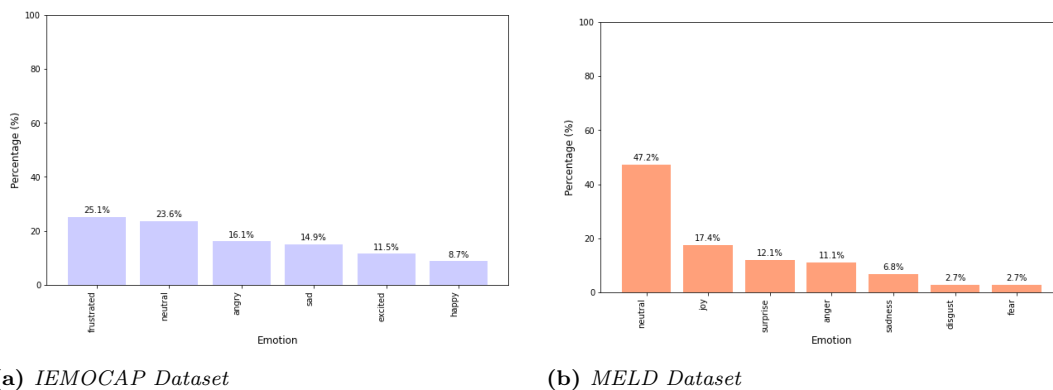 100
80
60
40
20
0
Percentage (%)
25.1%
23.6%
16.1%
14.9%
11.5%
8.7%
frustrated
neutral
angry
sad
excited
happy
Emotion
(a) IEMOCAP Dataset
100
80
60
40
20
0
Percentage (%)
47.2%
17.4%
12.1%
11.1%
6.8%
2.7%
2.7%
neutral
joy
surprise
anger
sadness
disgust
fear
Emotion
(b) MELD Dataset